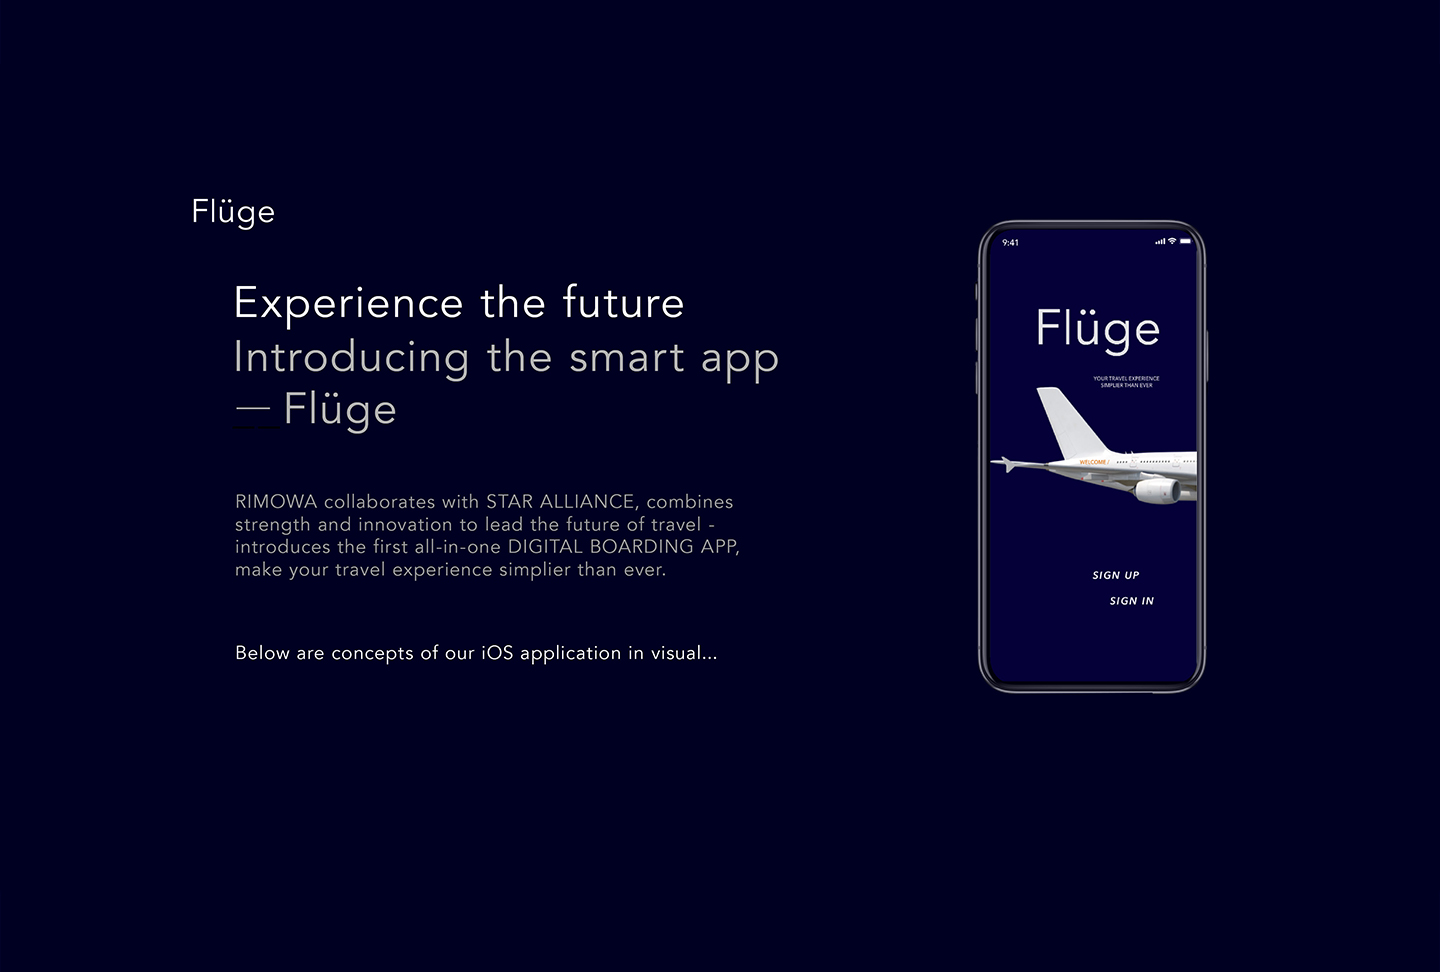 Flüge
Experience the future
Introducing the smart app
— Flüge
RIMOWA collaborates with STAR ALLIANCE, combines
strength and innovation to lead the future of travel -
introduces the first all-in-one DIGITAL BOARDING APP,
make your travel experience simplier than ever.
Below are concepts of our iOS application in visual...
9:41
Flüge
YOUR TRAVEL EXPERIENCE
SIMPLIER THAN EVER
WELCOME /
SIGN UP
SIGN IN